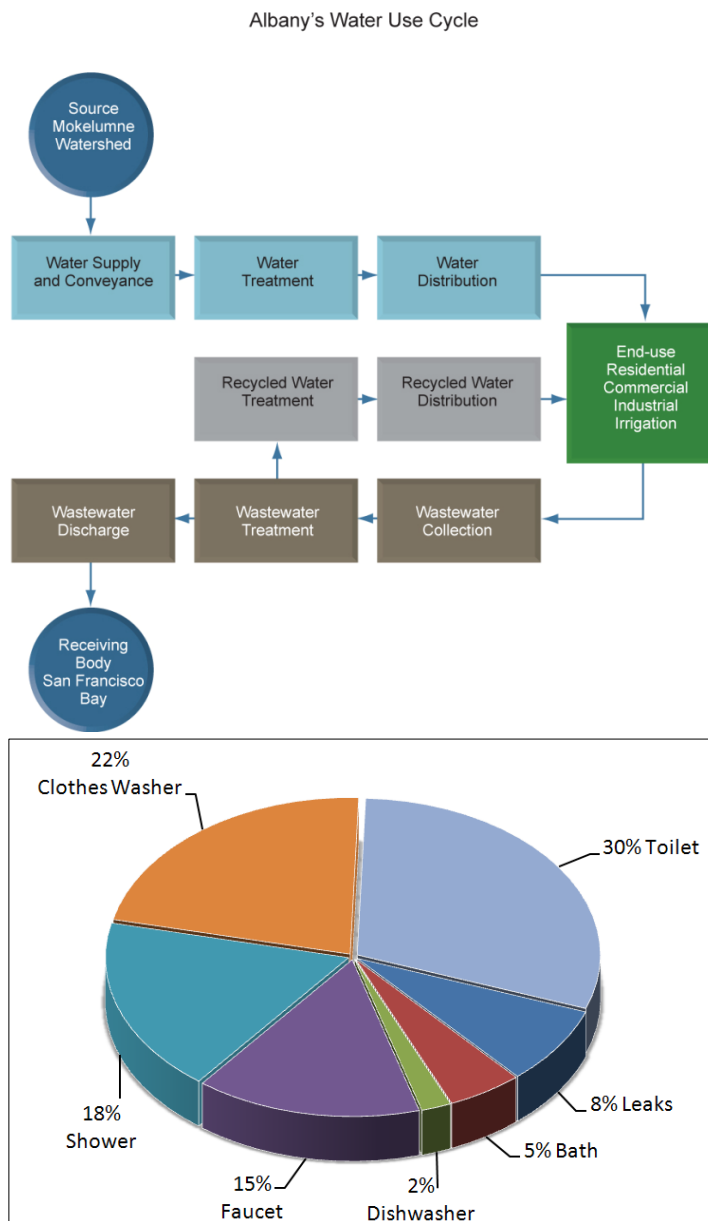 Albany's Water Use Cycle
Source
Mokelumne
Watershed
Water Supply
and Conveyance
Water
Treatment
Water
Distribution
End-use
Residential
Commercial
Industrial
Irrigation
Recycled Water
Treatment
Recycled Water
Distribution
Wastewater
Discharge
Wastewater
Treatment
Wastewater
Collection
Receiving
Body
San Francisco
Bay
22%
Clothes Washer
30% Toilet
8% Leaks
5% Bath
2%
Dishwasher
15%
Faucet
18%
Shower